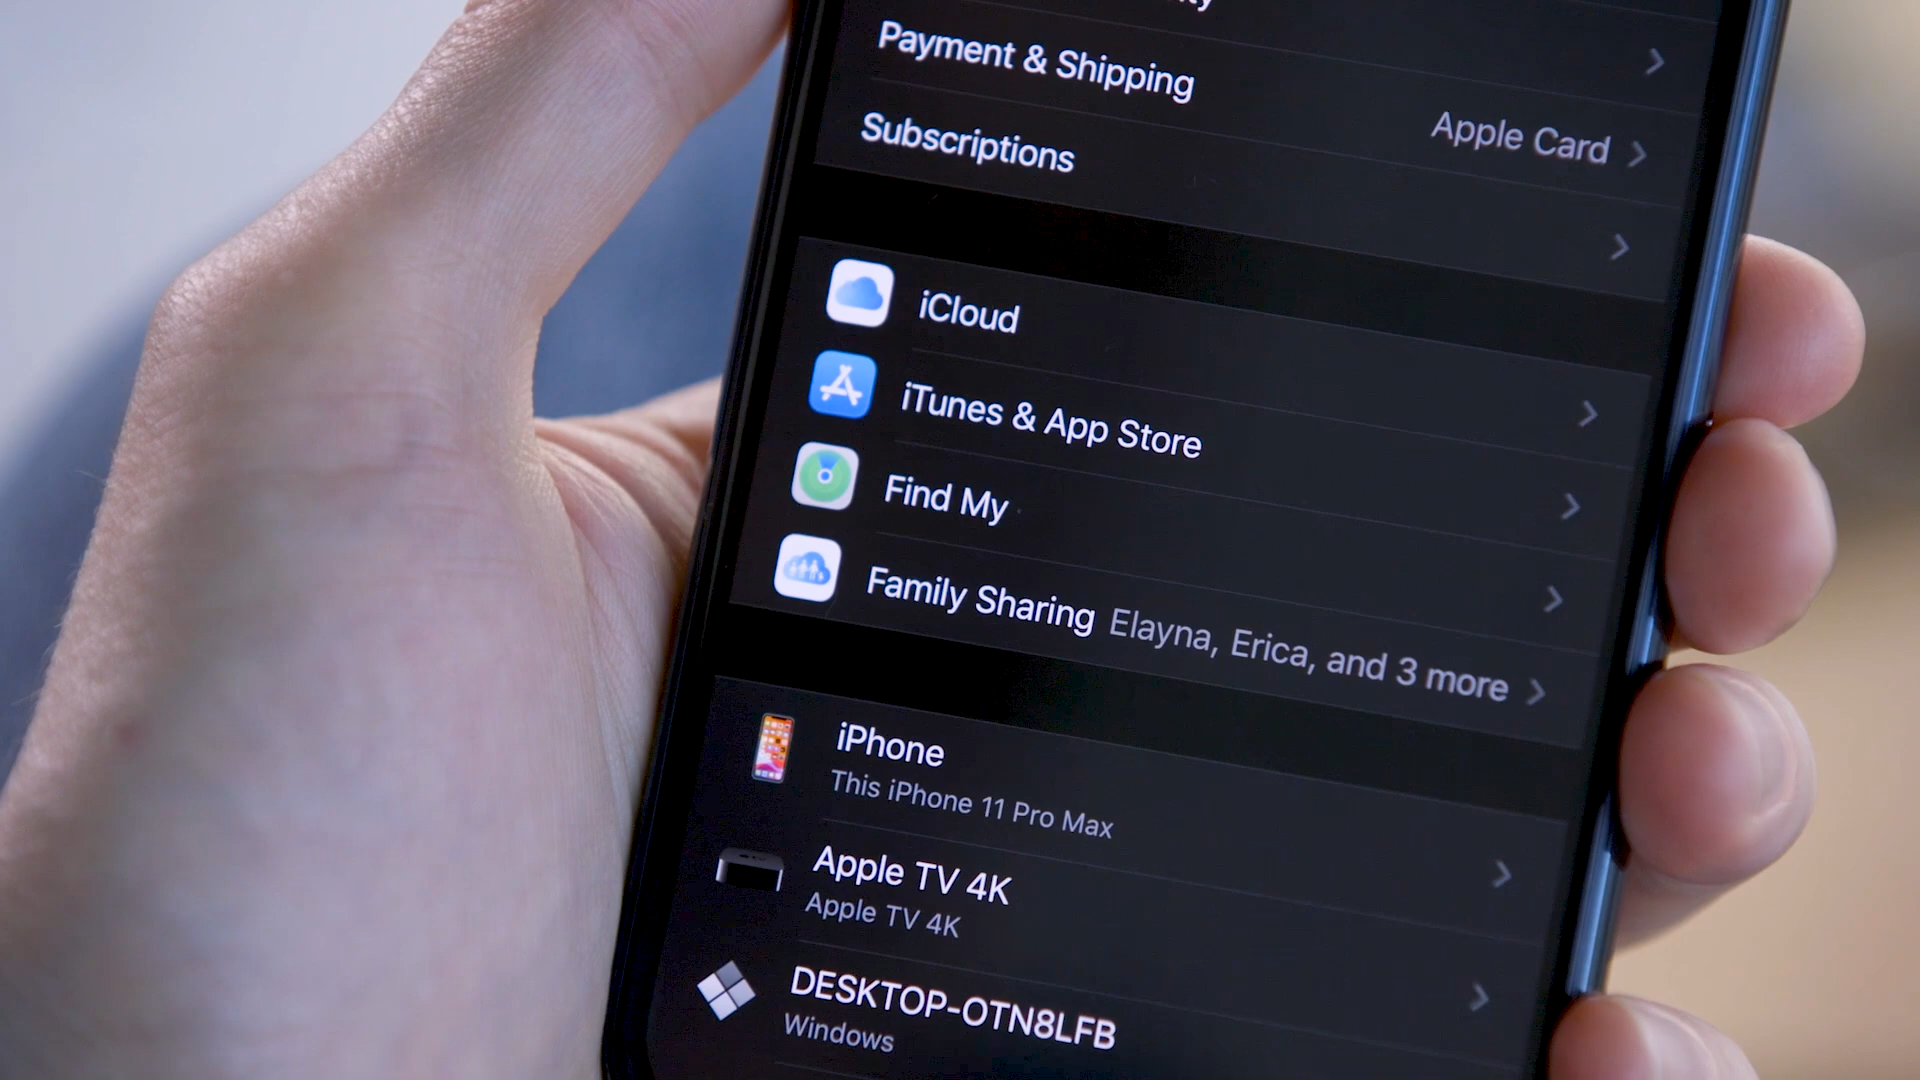 Payment & Shipping
Apple Card
Subscriptions
iCloud
iTunes & App Store
Find My
Family Sharing Elayna, Erica, and 3 more
iPhone
This iPhone 11 Pro Max
Apple TV 4K
Apple TV 4K
DESKTOP-OTN8LFB
Windows